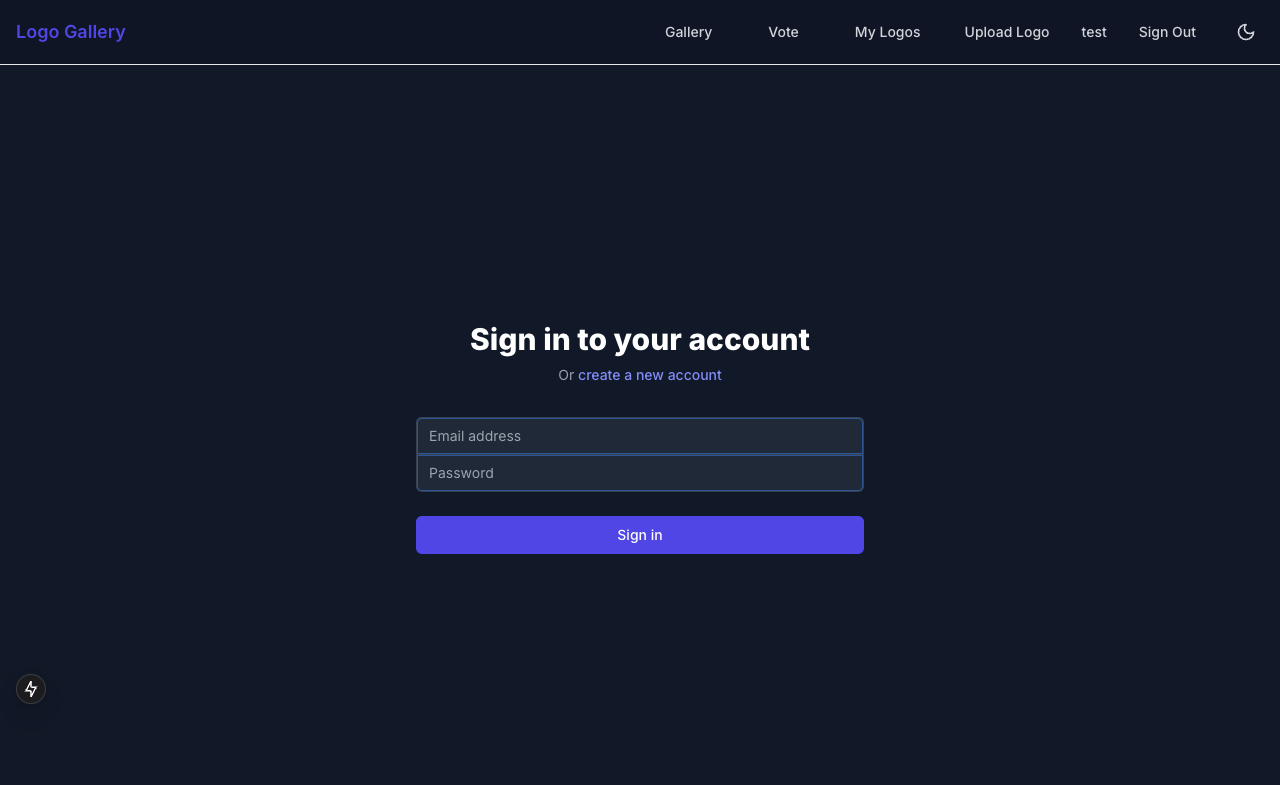 Logo Gallery
Gallery Vote My Logos Upload Logo test Sign Out
Sign in to your account
Or create a new account
Email address
Password
Sign in